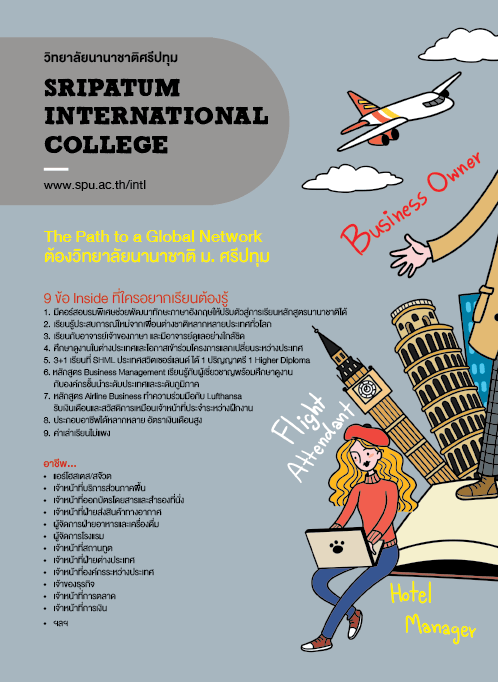 วิทยาลัยนานาชาติศรีปทุม
SRIPATUM
INTERNATIONAL
COLLEGE
www.spu.ac.th/intl
The Path to a Global Network
ต้องวิทยาลัยนานาชาติ ม. ศรีปทุม
9 ข้อ Inside ที่ใครอยากเรียนต้องรู้
1. มีคอร์สอบรมพิเศษช่วยพัฒนาทักษะภาษาอังกฤษให้ปรับตัวสู่การเรียนหลักสูตรนานาชาติได้
2. เรียนรู้ประสบการณ์ใหม่จากเพื่อนต่างชาติหลากหลายประเทศทั่วโลก
3. เรียนกับอาจารย์เจ้าของภาษา และมีอาจารย์ดูแลอย่างใกล้ชิด
4. ศึกษาดูงานในต่างประเทศและโอกาสเข้าร่วมโครงการแลกเปลี่ยนระหว่างประเทศ
5. 3+1 เรียนที่ SHML ประเทศสวิตเซอร์แลนด์ ได้ 1 ปริญญาตรี 1 Higher Diploma
6. หลักสูตร Business Management เรียนรู้กับผู้เชี่ยวชาญพร้อมศึกษาดูงาน
กับองค์กรชั้นนำระดับประเทศและระดับภูมิภาค
7. หลักสูตร Airline Business ทำความร่วมมือกับ Lufthansa
รับเงินเดือนและสวัสดิการเหมือนเจ้าหน้าที่ประจำระหว่างฝึกงาน
8. ประกอบอาชีพได้หลากหลาย อัตราเงินเดือนสูง
9. ค่าเล่าเรียนไม่แพง
อาชีพ...
• แอร์โฮสเตส/สจ๊วต
• เจ้าหน้าที่บริการส่วนภาคพื้น
• เจ้าหน้าที่ออกบัตรโดยสารและสำรองที่นั่ง
• เจ้าหน้าที่ฝ่ายส่งสินค้าทางอากาศ
• ผู้จัดการฝ่ายอาหารและเครื่องดื่ม
• ผู้จัดการโรงแรม
• เจ้าหน้าที่สถานทูต
• เจ้าหน้าที่ฝ่ายต่างประเทศ
• เจ้าหน้าที่องค์กรระหว่างประเทศ
• เจ้าของธุรกิจ
• เจ้าหน้าที่การตลาด
• เจ้าหน้าที่การเงิน
• ฯลฯ
Business Owner
Flight
Attendant
Hotel
Manager